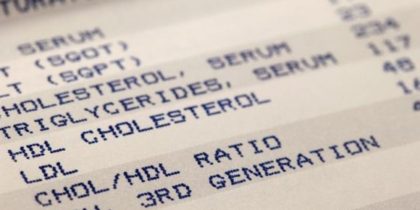 SERUM
(SGOT)
LT (SGPT) 23
CHOLESTEROL, SERUM 234
TRIGLYCERIDES, SERUM 117
HDL CHOLESTEROL 48
LDL
CHOL/HDL RATIO
3RD GENERATION